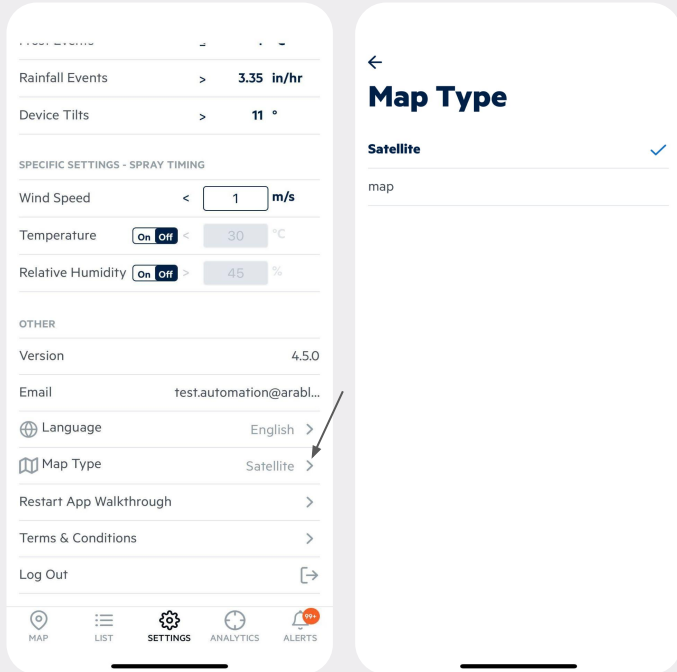 Rainfall Events > 3.35 in/hr
Device Tilts > 11 °
SPECIFIC SETTINGS - SPRAY TIMING
Wind Speed < 1 m/s
Temperature On Off < 30 °C
Relative Humidity On Off > 45 %
OTHER
Version 4.5.0
Email test.automation@arabl...
Language English
Map Type Satellite
Restart App Walkthrough
Terms & Conditions
Log Out
MAP LIST SETTINGS ANALYTICS 99+ ALERTS
Map Type
Satellite
map